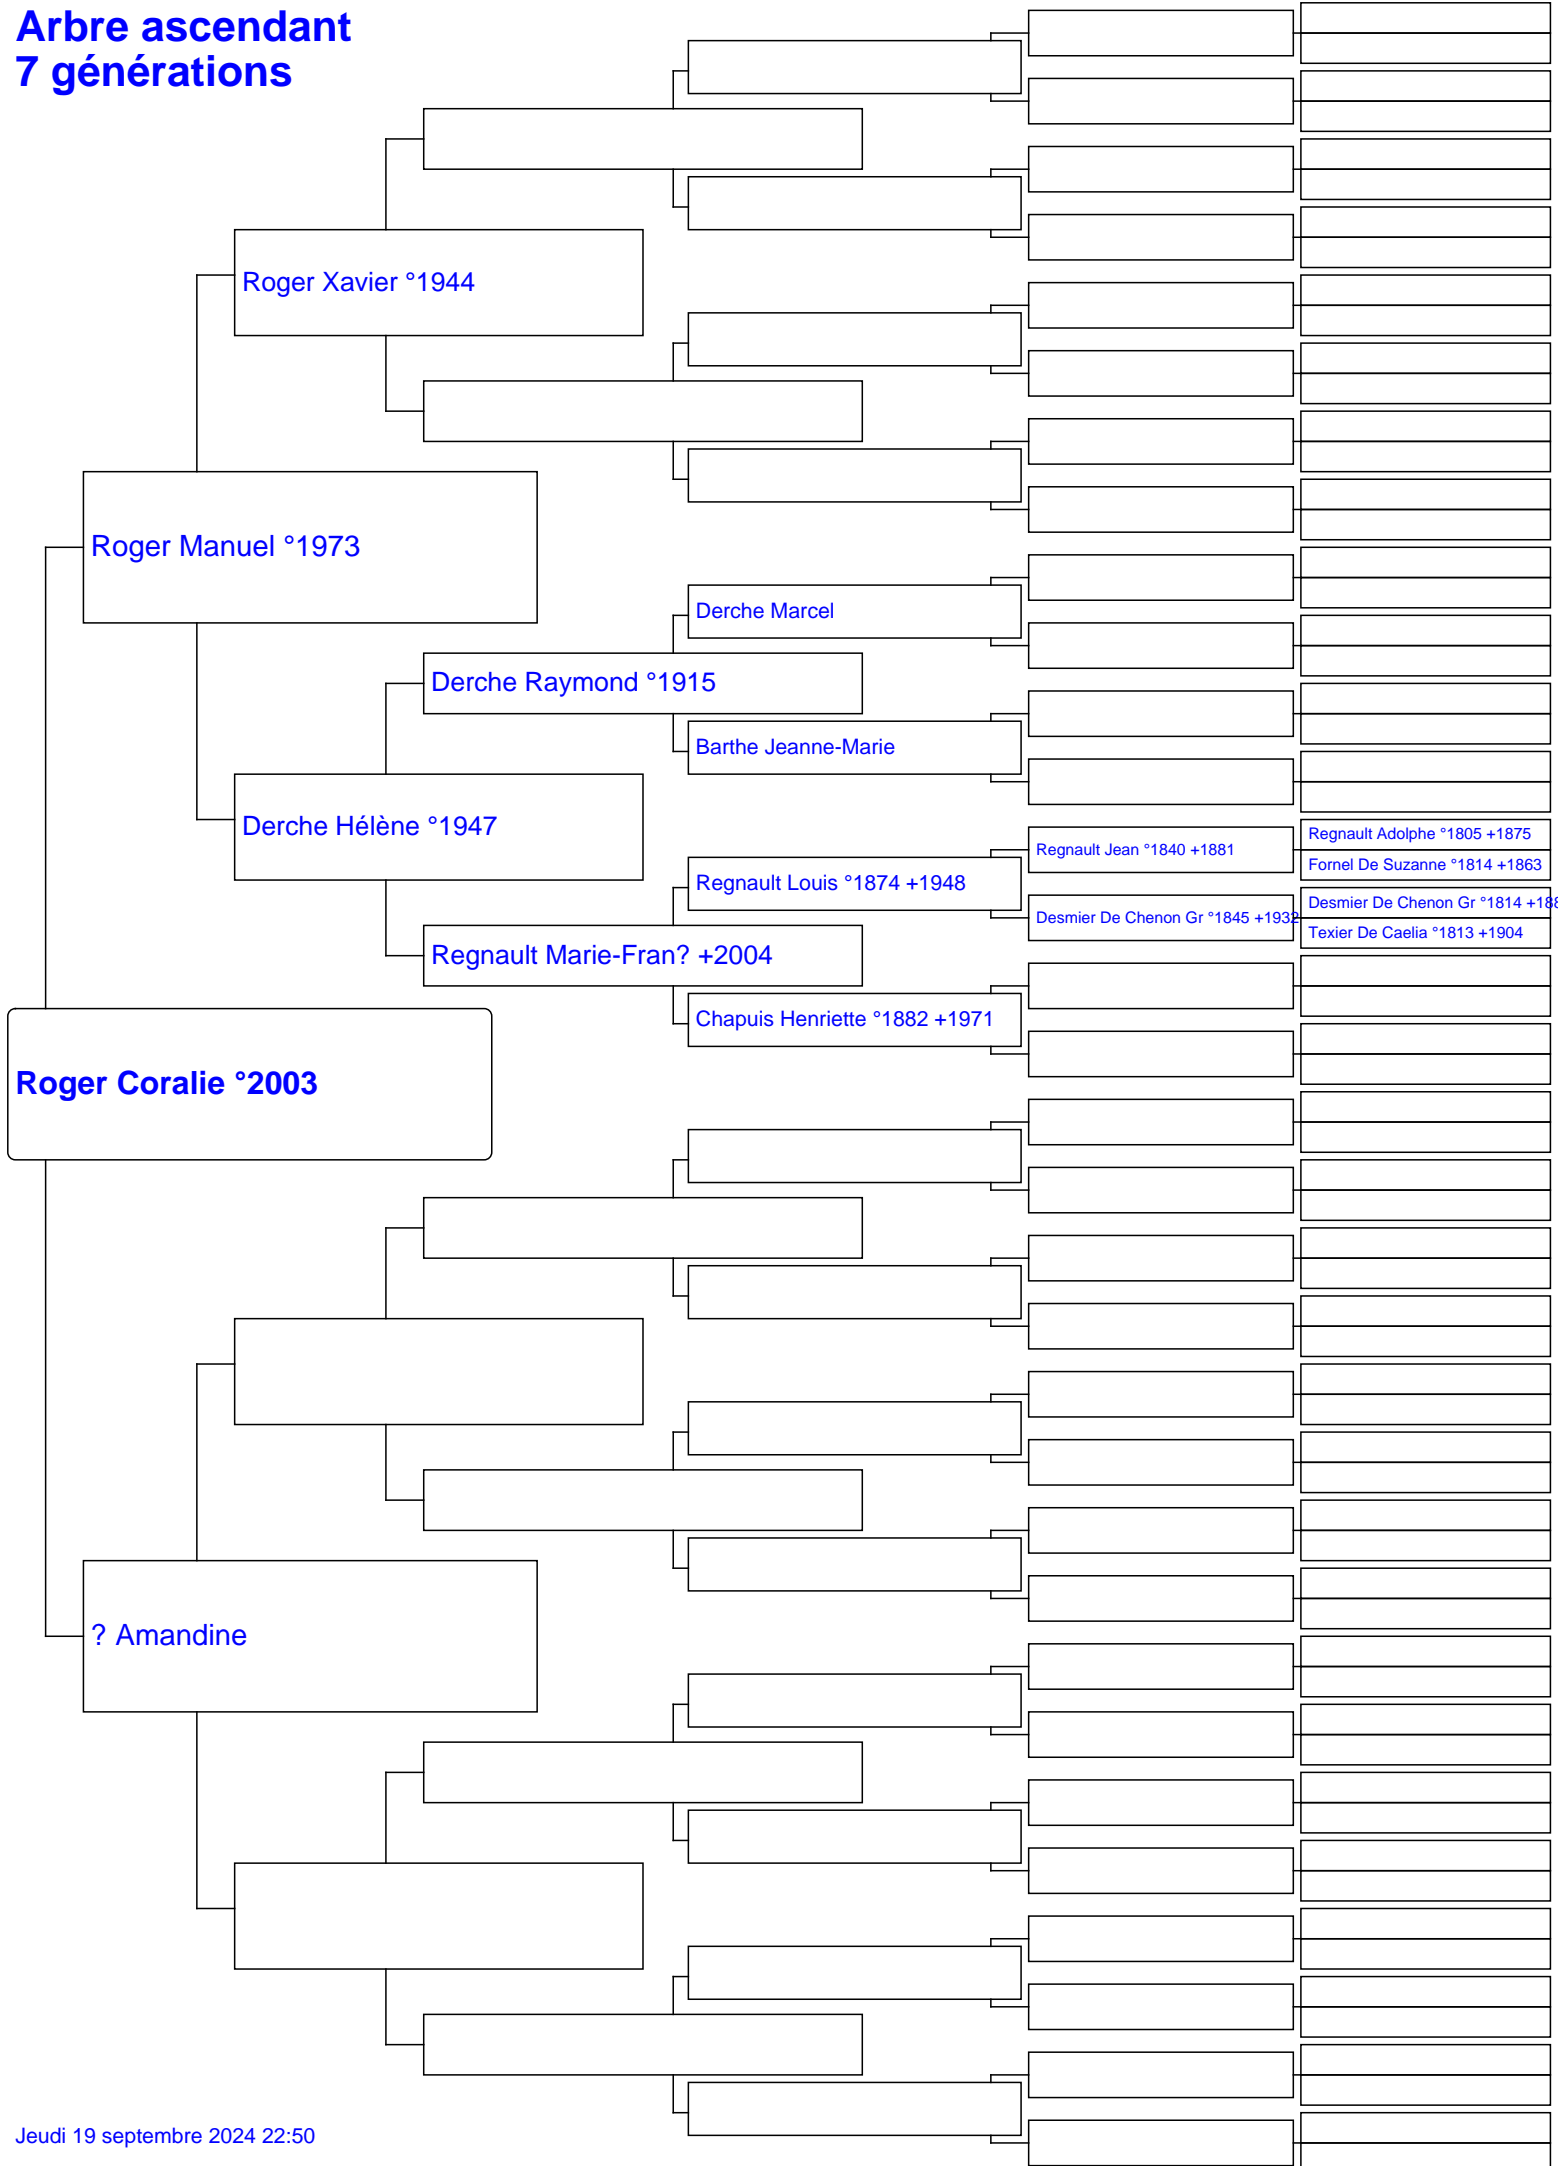 Arbre ascendant
7 générations
Roger Xavier °1944
Roger Manuel °1973
Derche Marcel
Derche Raymond °1915
Barthe Jeanne-Marie
Derche Hélène °1947
Regnault Adolphe °1805 +1875
Regnault Jean °1840 +1881
Fornel De Suzanne °1814 +1863
Regnault Louis °1874 +1948
Desmier De Chenon Gr °1814 +188
Desmier De Chenon Gr °1845 +1932
Texier De Caelia °1813 +1904
Regnault Marie-Fran? +2004
Chapuis Henriette °1882 +1971
Roger Coralie °2003
? Amandine
Jeudi 19 septembre 2024 22:50